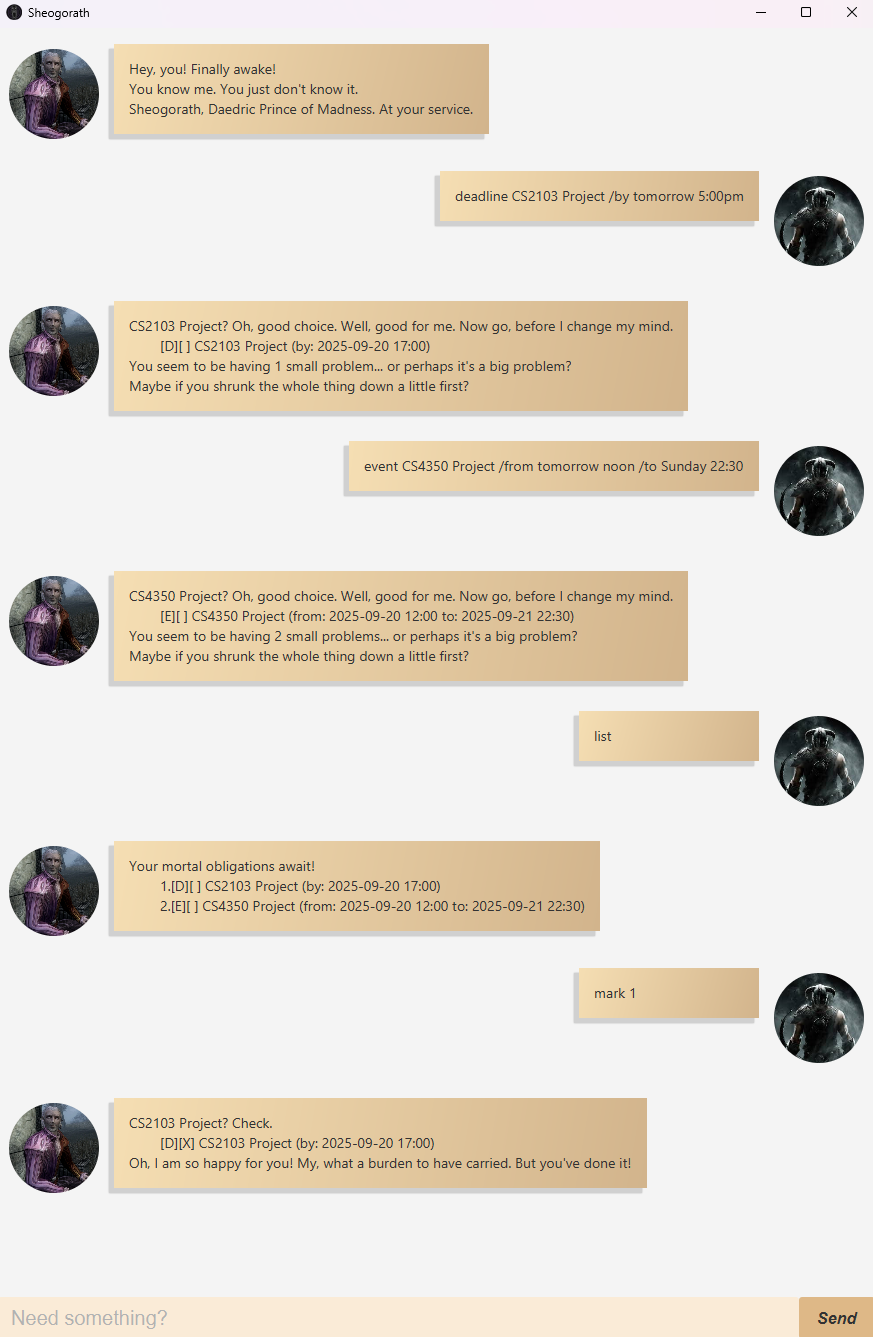 Sheogorath
Hey, you! Finally awake!
You know me. You just don't know it.
Sheogorath, Daedric Prince of Madness. At your service.
deadline CS2103 Project /by tomorrow 5:00pm
CS2103 Project? Oh, good choice. Well, good for me. Now go, before I change my mind.
[D][ ] CS2103 Project (by: 2025-09-20 17:00)
You seem to be having 1 small problem... or perhaps it's a big problem?
Maybe if you shrunk the whole thing down a little first?
event CS4350 Project /from tomorrow noon /to Sunday 22:30
CS4350 Project? Oh, good choice. Well, good for me. Now go, before I change my mind.
[E][ ] CS4350 Project (from: 2025-09-20 12:00 to: 2025-09-21 22:30)
You seem to be having 2 small problems... or perhaps it's a big problem?
Maybe if you shrunk the whole thing down a little first?
list
Your mortal obligations await!
1.[D][ ] CS2103 Project (by: 2025-09-20 17:00)
2.[E][ ] CS4350 Project (from: 2025-09-20 12:00 to: 2025-09-21 22:30)
mark 1
CS2103 Project? Check.
[D][X] CS2103 Project (by: 2025-09-20 17:00)
Oh, I am so happy for you! My, what a burden to have carried. But you've done it!
Need something?
Send